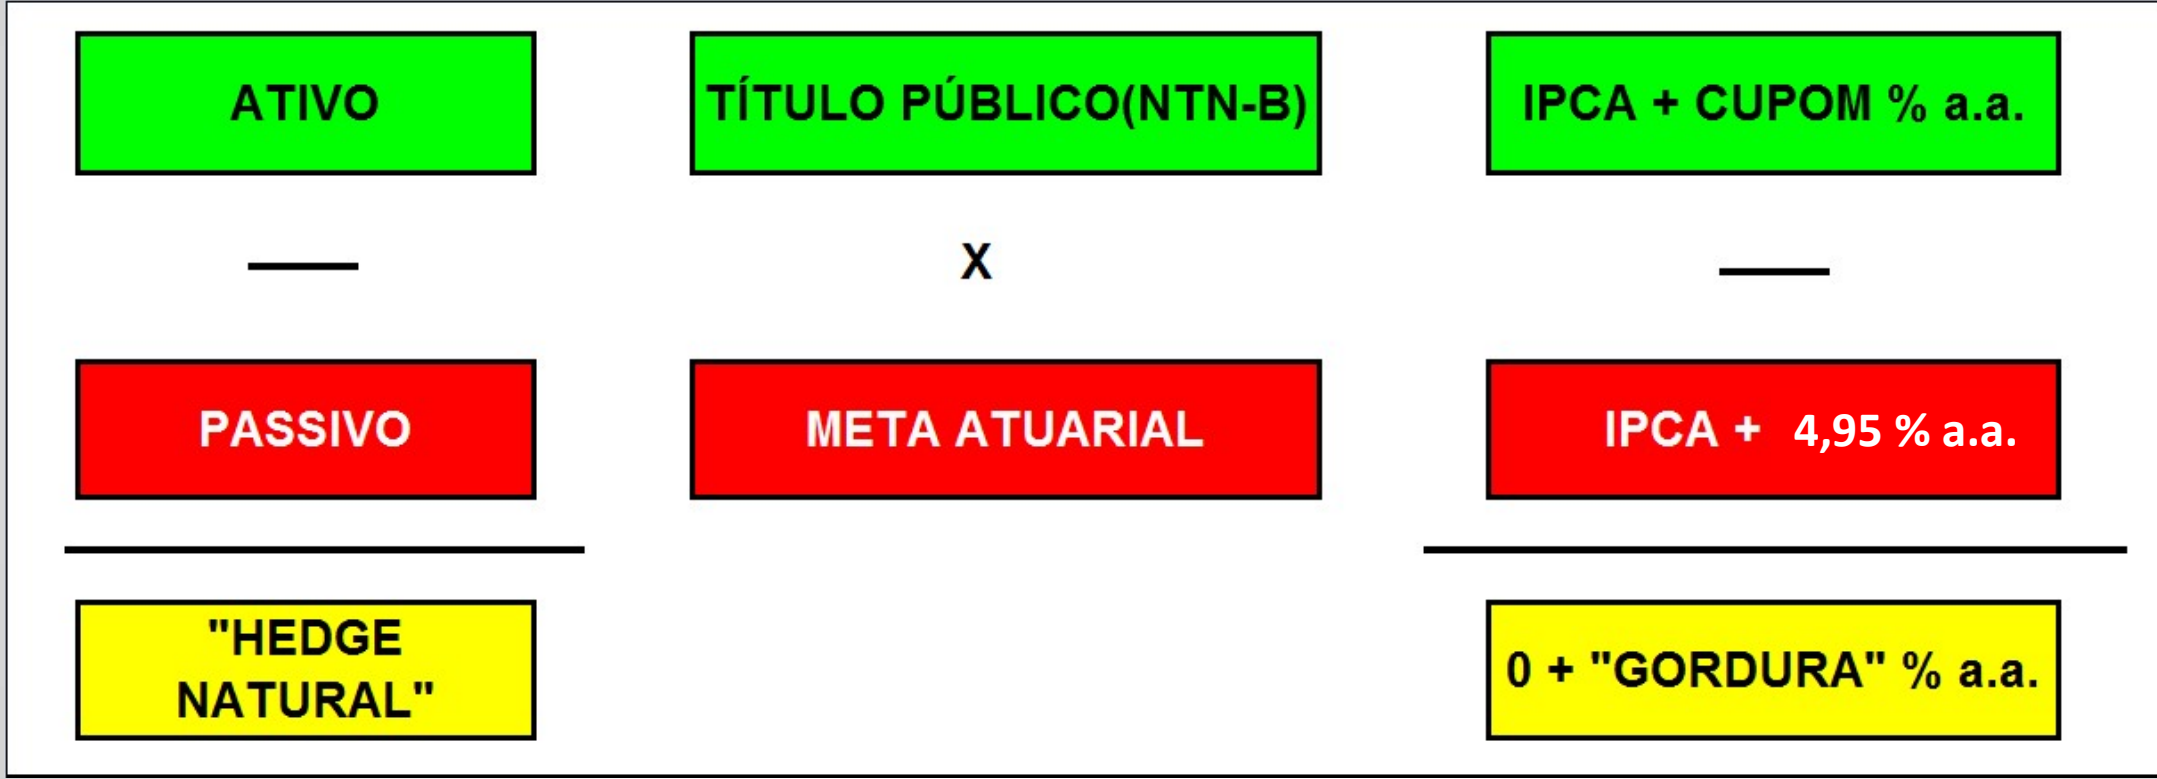 ATIVO
TÍTULO PÚBLICO(NTN-B)
IPCA + CUPOM % a.a.
X
PASSIVO
META ATUARIAL
IPCA + 4,95 % a.a.
"HEDGE
NATURAL"
0 + "GORDURA" % a.a.